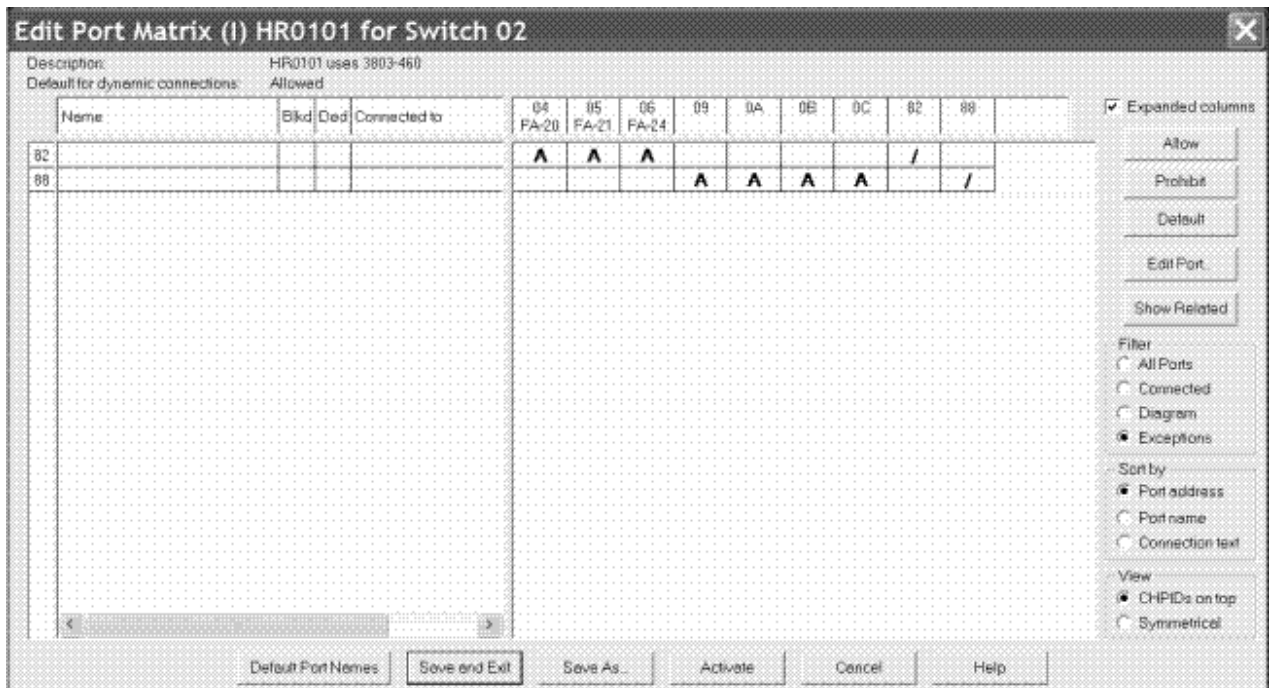 Edit Port Matrix (I) HR0101 for Switch 02
Description: HR0101 uses 3803-460
Default for dynamic connections: Allowed
Name Blkd Ded Connected to 04 05 06 09 0A 0B 0C 82 88
FA-20 FA-21 FA-24
82 A A A /
88 A A A A /
Expanded columns
Allow
Prohibit
Default
Edit Port..
Show Related
Filter
All Ports
Connected
Diagram
Exceptions
Sort by
Port address
Port name
Connection text
View
CHPIDs on top
Symmetrical
Default Port Names Save and Exit Save As... Activate Cancel Help